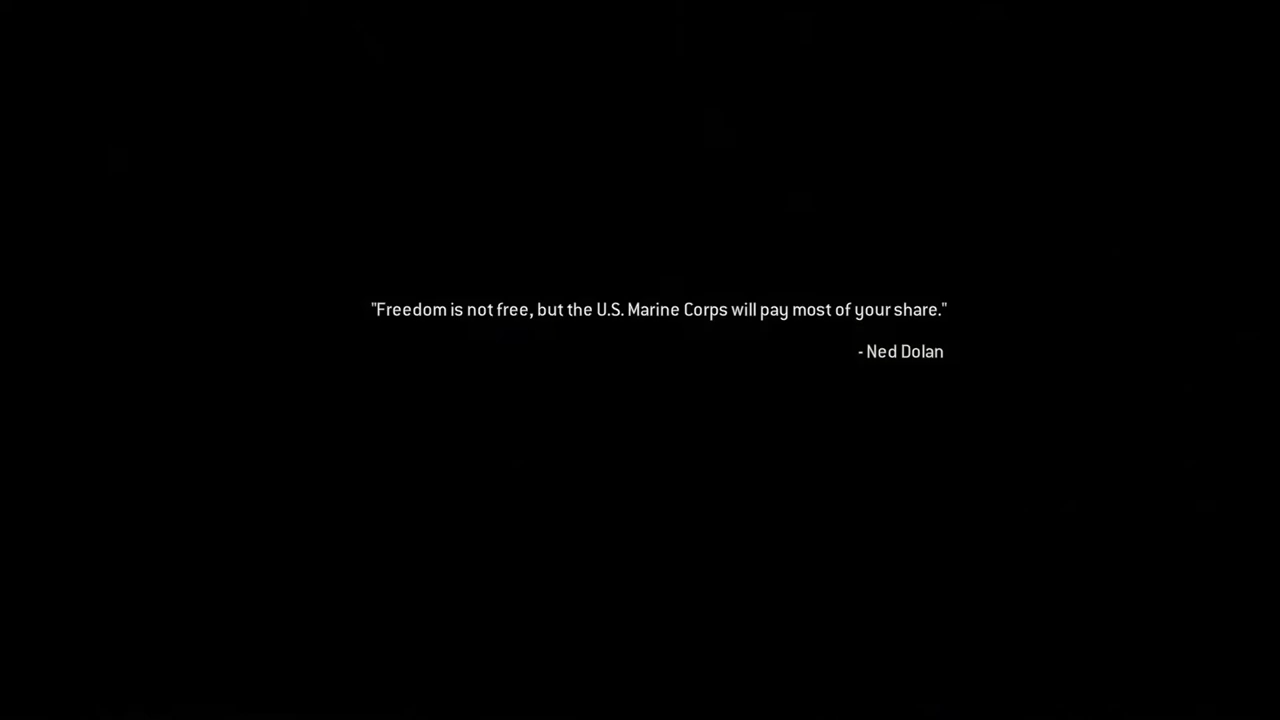 "Freedom is not free, but the U.S. Marine Corps will pay most of your share."
- Ned Dolan